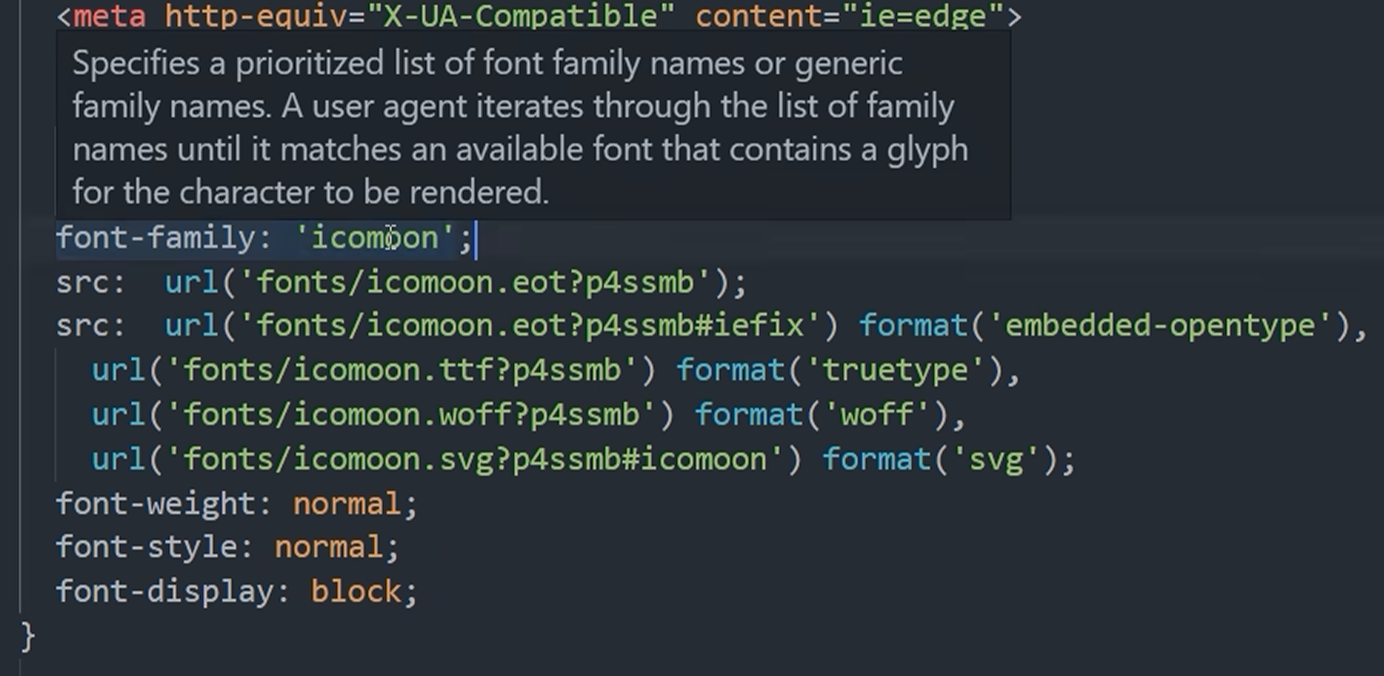 <meta http-equiv="X-UA-Compatible" content="ie=edge">
Specifies a prioritized list of font family names or generic
family names. A user agent iterates through the list of family
names until it matches an available font that contains a glyph
for the character to be rendered.
font-family: 'icomoon';
src:  url('fonts/icomoon.eot?p4ssmb');
src:  url('fonts/icomoon.eot?p4ssmb#iefix') format('embedded-opentype'),
  url('fonts/icomoon.ttf?p4ssmb') format('truetype'),
  url('fonts/icomoon.woff?p4ssmb') format('woff'),
  url('fonts/icomoon.svg?p4ssmb#icomoon') format('svg');
font-weight: normal;
font-style: normal;
font-display: block;
}